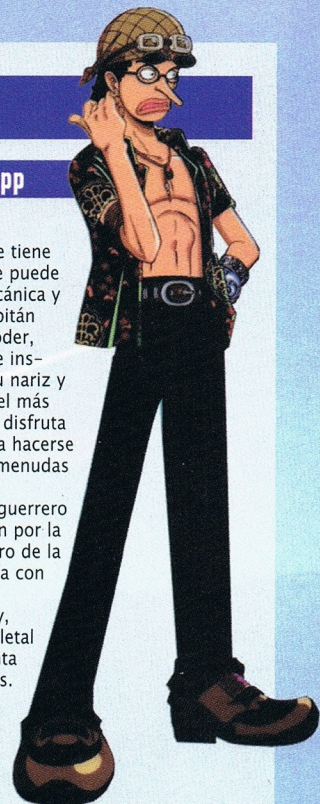 pp
e tiene
e puede
cánica y
pitán
oder,
e ins-
u nariz y
el más
disfruta
a hacerse
menudas
guerrero
n por la
ro de la
a con
y,
letal
ta
s.